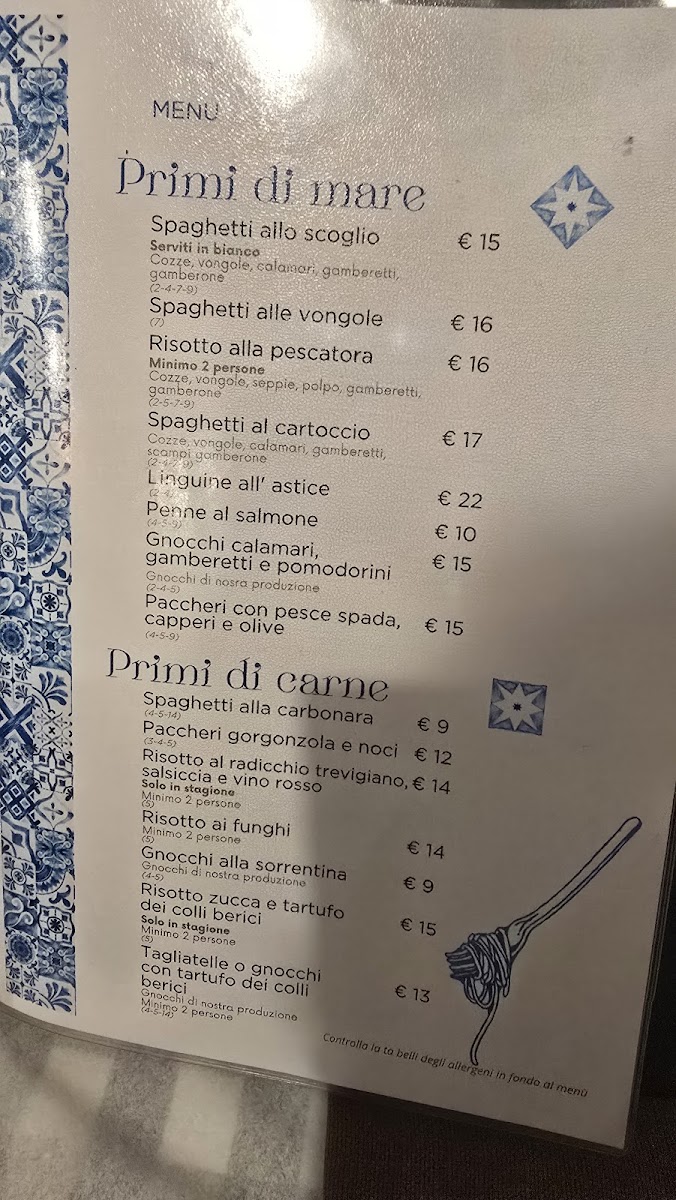 MENU
Primi di mare
Spaghetti allo scoglio € 15
Serviti in bianco
Cozze, vongole, calamari, gamberetti,
gamberone
(2-4-7-9)
Spaghetti alle vongole € 16
(7)
Risotto alla pescatora € 16
Minimo 2 persone
Cozze, vongole, seppie, polpo, gamberetti,
gamberone
(2-5-7-9)
Spaghetti al cartoccio € 17
Cozze, vongole, calamari, gamberetti,
scampi gamberone
(2-4-7-9)
Linguine all' astice € 22
Penne al salmone € 10
(4-5-9)
Gnocchi calamari,
gamberetti e pomodorini € 15
Gnocchi di nosra produzione
(2-4-5)
Paccheri con pesce spada, € 15
capperi e olive
(4-5-9)
Primi di carne
Spaghetti alla carbonara € 9
(4-5-14)
Paccheri gorgonzola e noci € 12
(3-4-5)
Risotto al radicchio trevigiano, € 14
salsiccia e vino rosso
Solo in stagione
Minimo 2 persone
(5)
Risotto ai funghi € 14
Minimo 2 persone
(5)
Gnocchi alla sorrentina € 9
Gnocchi di nostra produzione
(4-5)
Risotto zucca e tartufo € 15
dei colli berici
Solo in stagione
Minimo 2 persone
(5)
Tagliatelle o gnocchi
con tartufo dei colli € 13
berici
Gnocchi di nostra produzione
Minimo 2 persone
(4-5-14)
Controlla la ta belli degli allergeni in fondo al menù